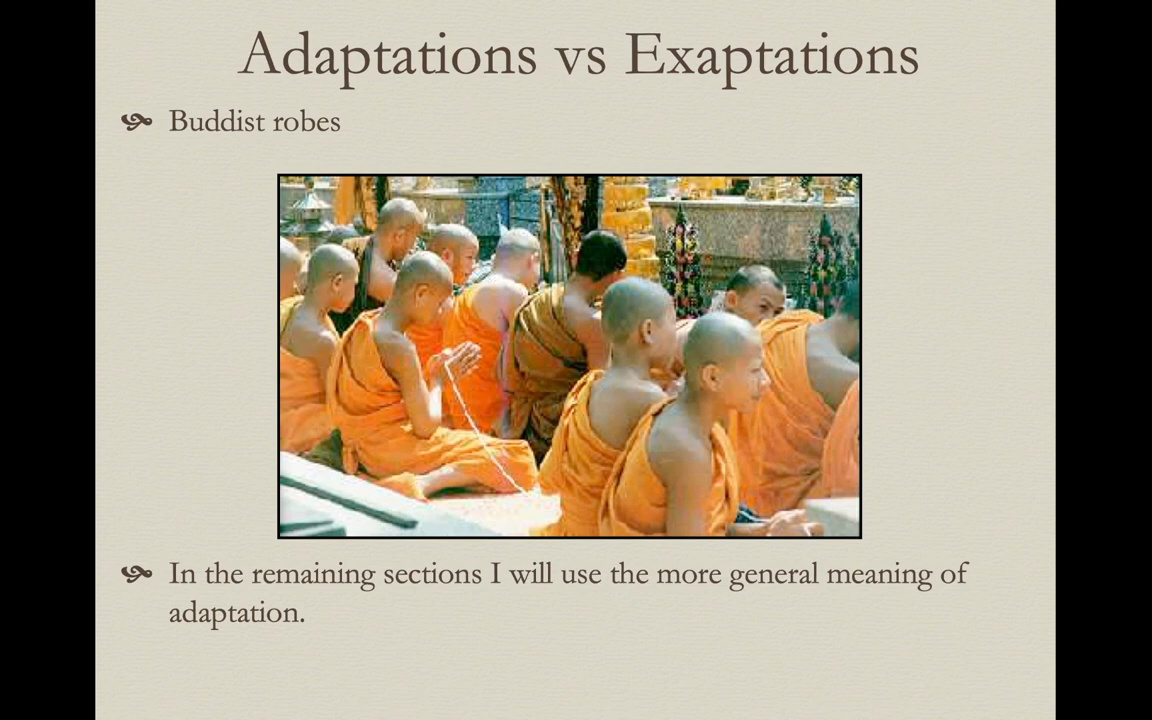 Adaptations vs Exaptations
Buddist robes
In the remaining sections I will use the more general meaning of
adaptation.